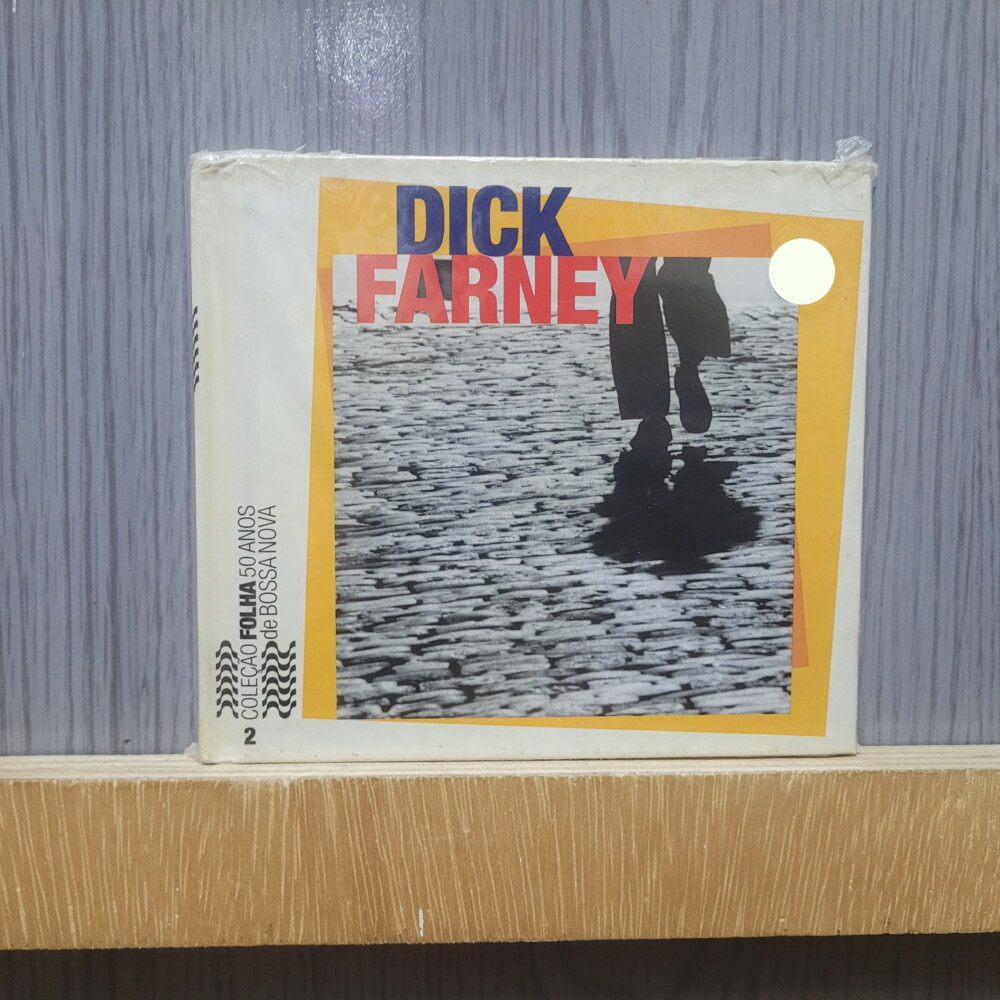 DICK
FARNEY
COLEÇÃO FOLHA 50 ANOS
de BOSSA NOVA
2